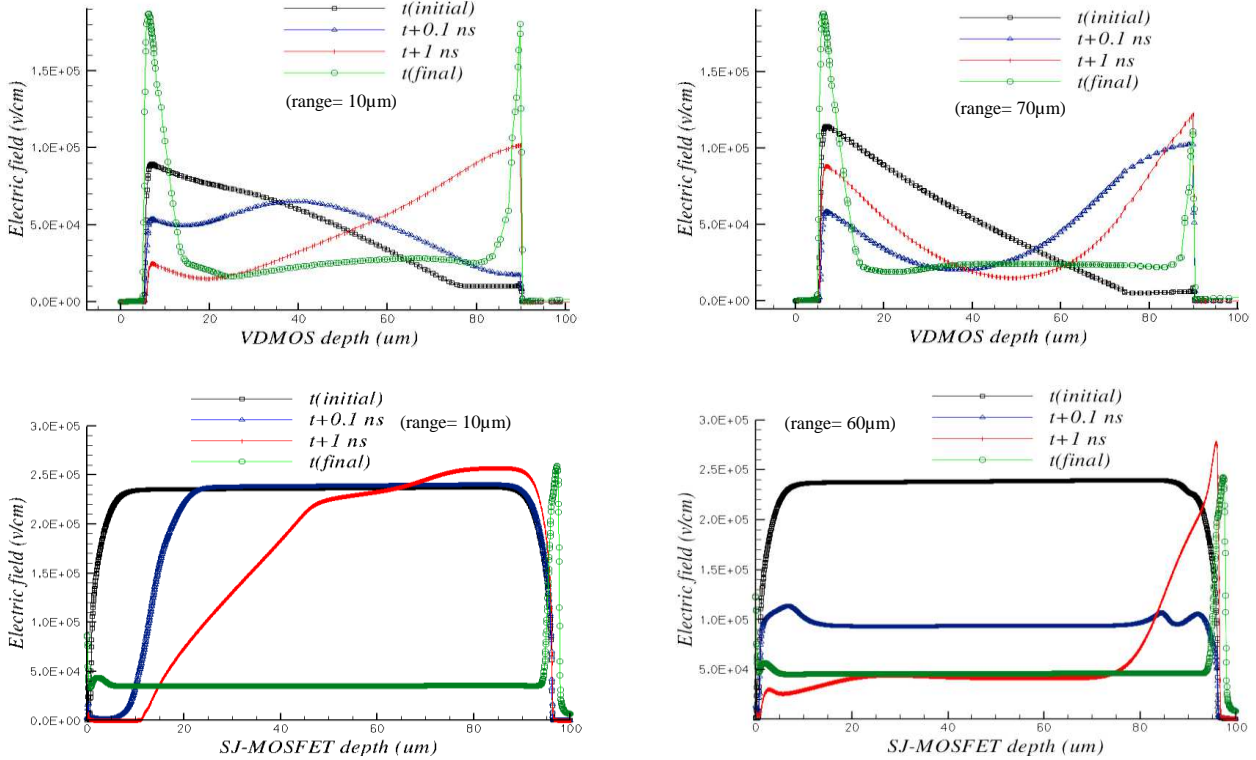 t(initial)
t+0.1 ns
t+1 ns
t(final)
(range= 10µm)
1.5E+05
1.0E+05
5.0E+04
0.0E+00
Electric field (v/cm)
0 20 40 60 80 100
VDMOS depth (um)
t(initial)
t+0.1 ns
t+1 ns
t(final)
(range= 70µm)
1.5E+05
1.0E+05
5.0E+04
0.0E+00
Electric field (v/cm)
0 20 40 60 80 100
VDMOS depth (um)
t(initial)
t+0.1 ns
t+1 ns
t(final)
(range= 10µm)
3.0E+05
2.5E+05
2.0E+05
1.5E+05
1.0E+05
5.0E+04
0.0E+00
Electric field (v/cm)
0 20 40 60 80 100
SJ-MOSFET depth (um)
t(initial)
t+0.1 ns
t+1 ns
t(final)
(range= 60µm)
3.0E+05
2.5E+05
2.0E+05
1.5E+05
1.0E+05
5.0E+04
Electric field (v/cm)
0 20 40 60 80 100
SJ-MOSFET depth (um)